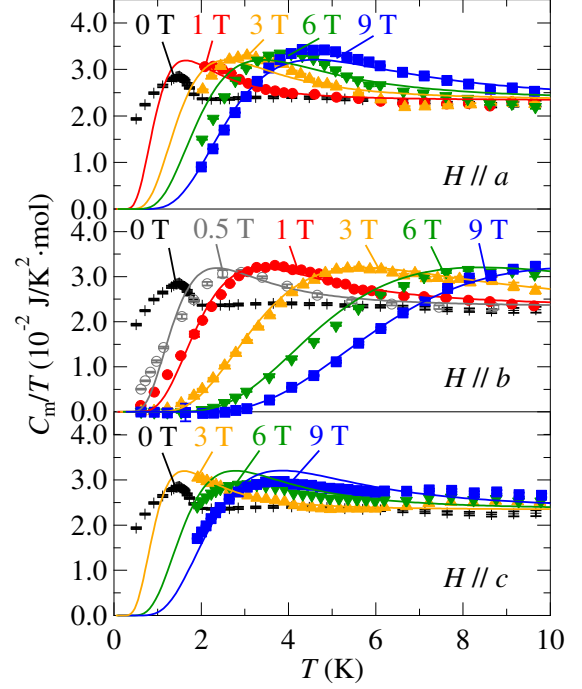 0 T 1 T 3 T 6 T 9 T
4.0
3.0
2.0
1.0
0.0
H // a
0 T 0.5 T 1 T 3 T 6 T 9 T
4.0
3.0
2.0
1.0
0.0
H // b
0 T 3 T 6 T 9 T
4.0
3.0
2.0
1.0
0.0
H // c
0 2 4 6 8 10
T (K)
Cₘ/T (10⁻² J/K²·mol)